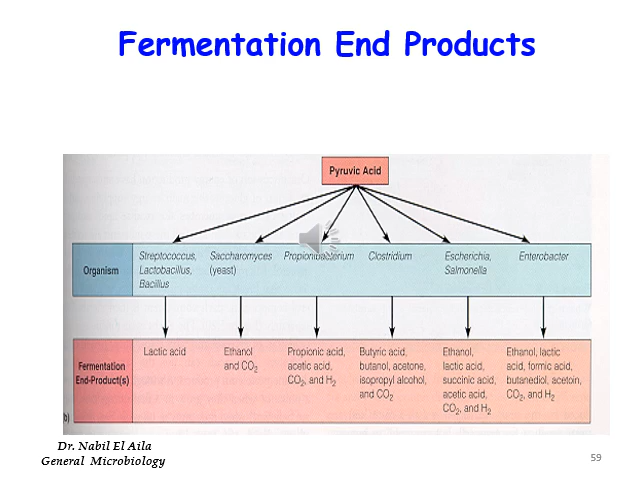 Fermentation End Products
Pyruvic Acid
Organism
Streptococcus,
Lactobacillus,
Bacillus
Saccharomyces
(yeast)
Propionibacterium
Clostridium
Escherichia,
Salmonella
Enterobacter
Fermentation
End-Product(s)
Lactic acid
Ethanol
and CO₂
Propionic acid,
acetic acid,
CO₂, and H₂
Butyric acid,
butanol, acetone,
isopropyl alcohol,
and CO₂
Ethanol,
lactic acid,
succinic acid,
acetic acid,
CO₂, and H₂
Ethanol, lactic
acid, formic acid,
butanediol, acetoin,
CO₂, and H₂
b)
Dr. Nabil El Aila
General Microbiology
59